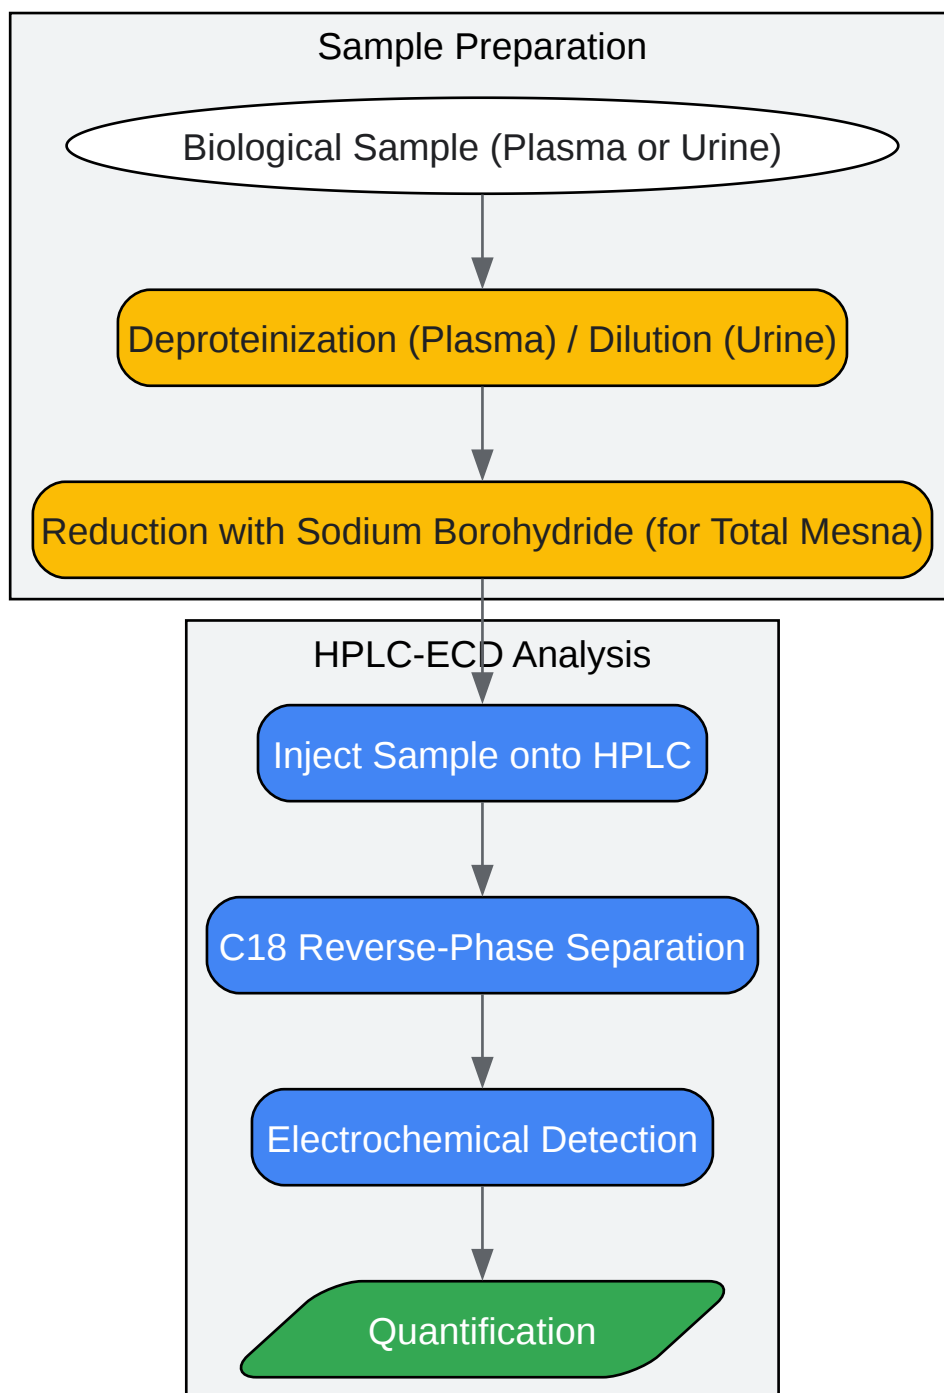 Sample Preparation
Biological Sample (Plasma or Urine)
Deproteinization (Plasma) / Dilution (Urine)
Reduction with Sodium Borohydride (for Total Mesna)
HPLC-ECD Analysis
Inject Sample onto HPLC
C18 Reverse-Phase Separation
Electrochemical Detection
Quantification